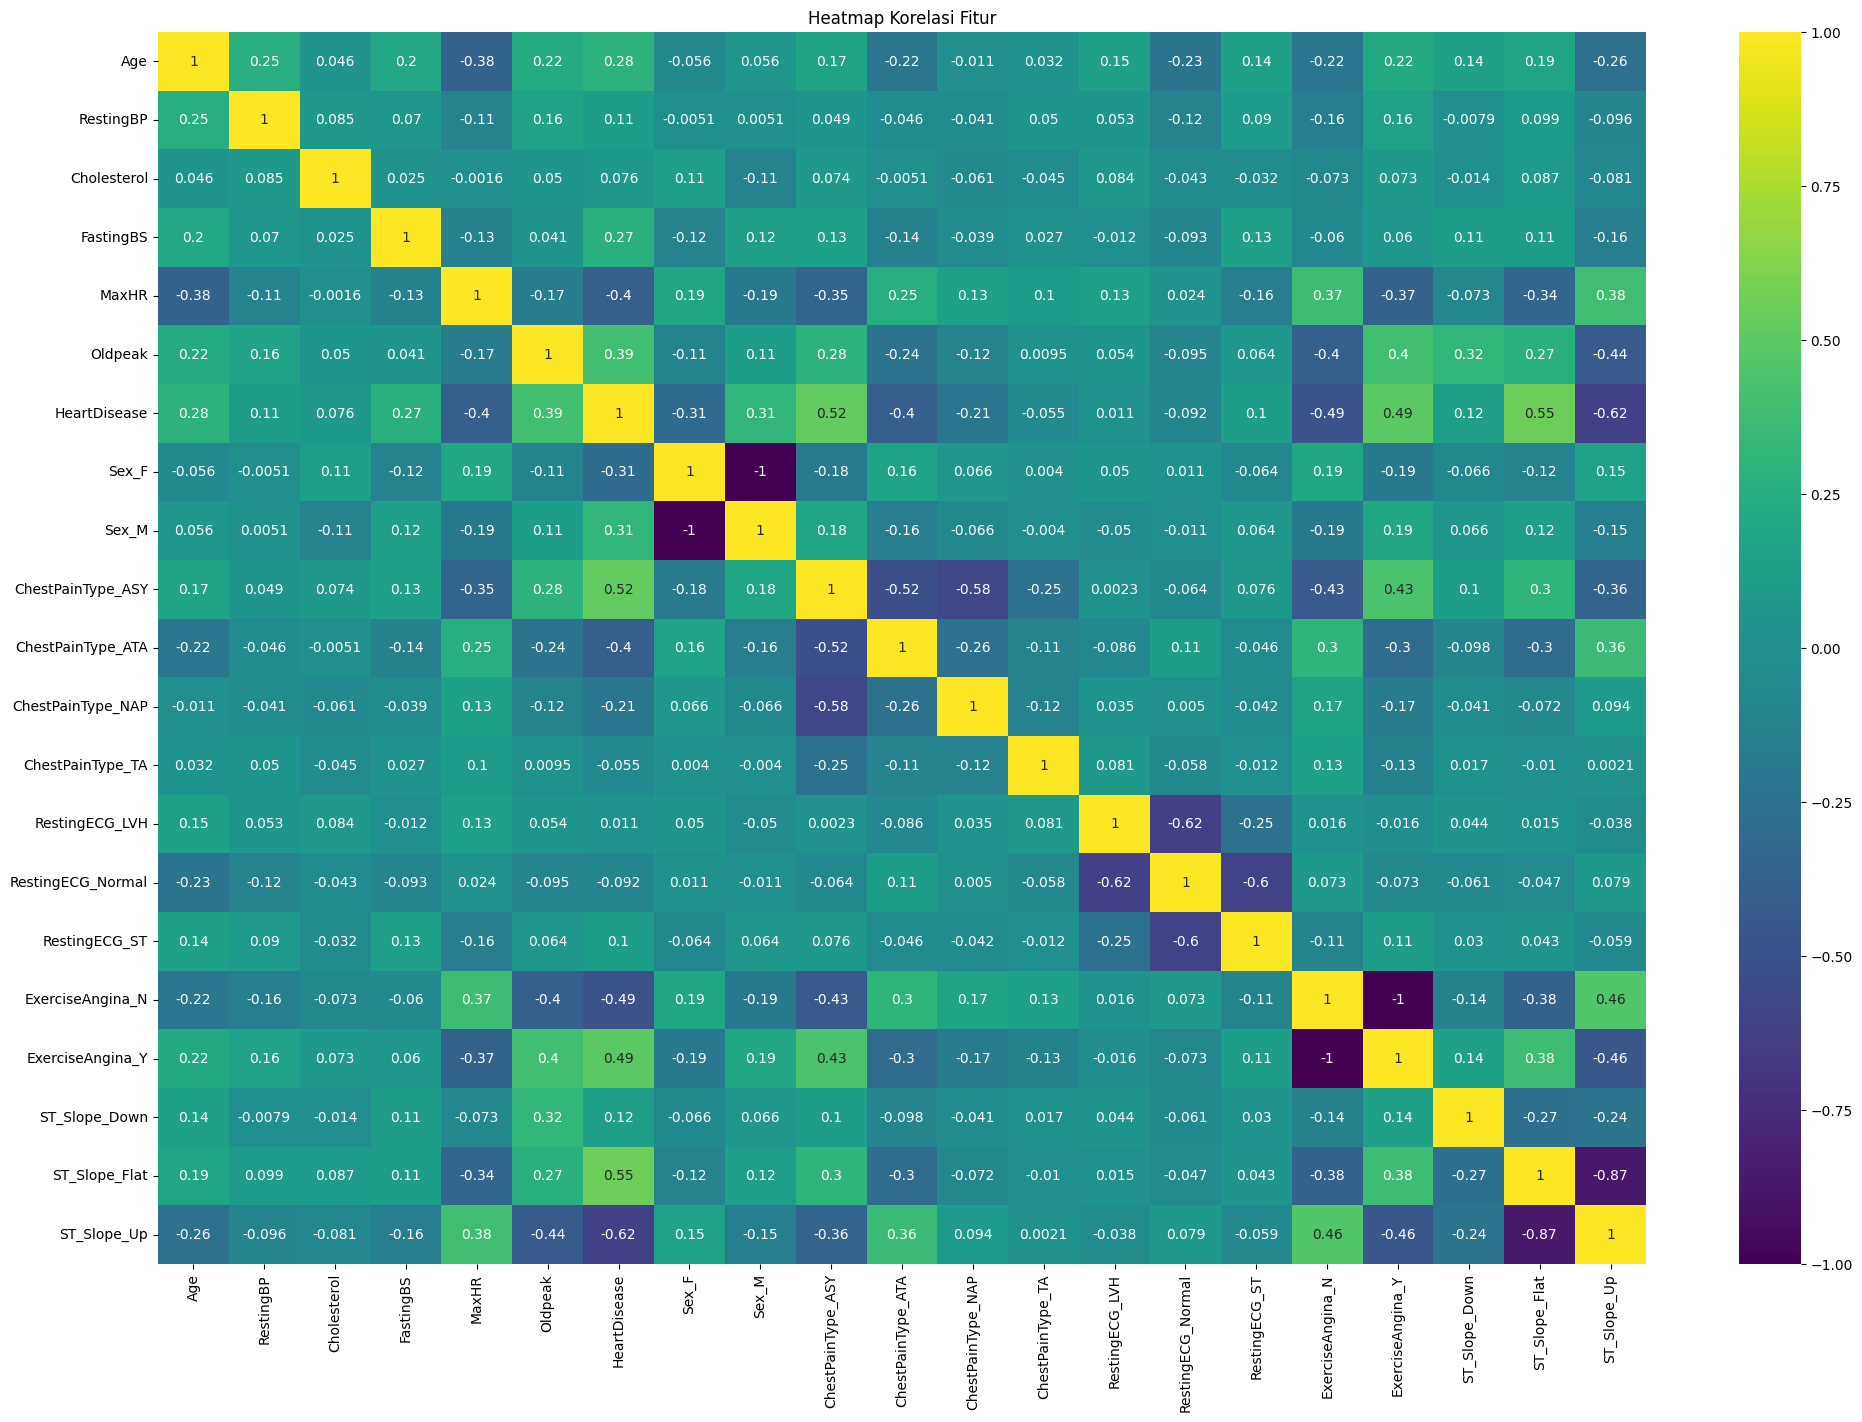 Heatmap Korelasi Fitur
Age 1 0.25 0.046 0.2 -0.38 0.22 0.28 -0.056 0.056 0.17 -0.22 -0.011 0.032 0.15 -0.23 0.14 -0.22 0.22 0.14 0.19 -0.26
RestingBP 0.25 1 0.085 0.07 -0.11 0.16 0.11 -0.0051 0.0051 0.049 -0.046 -0.041 0.05 0.053 -0.12 0.09 -0.16 0.16 -0.0079 0.099 -0.096
Cholesterol 0.046 0.085 1 0.025 -0.0016 0.05 0.076 0.11 -0.11 0.074 -0.0051 -0.061 -0.045 0.084 -0.043 -0.032 -0.073 0.073 -0.014 0.087 -0.081
FastingBS 0.2 0.07 0.025 1 -0.13 0.041 0.27 -0.12 0.12 0.13 -0.14 -0.039 0.027 -0.012 -0.093 0.13 -0.06 0.06 0.11 0.11 -0.16
MaxHR -0.38 -0.11 -0.0016 -0.13 1 -0.17 -0.4 0.19 -0.19 -0.35 0.25 0.13 0.1 0.13 0.024 -0.16 0.37 -0.37 -0.073 -0.34 0.38
Oldpeak 0.22 0.16 0.05 0.041 -0.17 1 0.39 -0.11 0.11 0.28 -0.24 -0.12 0.0095 0.054 -0.095 0.064 -0.4 0.4 0.32 0.27 -0.44
HeartDisease 0.28 0.11 0.076 0.27 -0.4 0.39 1 -0.31 0.31 0.52 -0.4 -0.21 -0.055 0.011 -0.092 0.1 -0.49 0.49 0.12 0.55 -0.62
Sex_F -0.056 -0.0051 0.11 -0.12 0.19 -0.11 -0.31 1 -1 -0.18 0.16 0.066 0.004 0.05 0.011 -0.064 0.19 -0.19 -0.066 -0.12 0.15
Sex_M 0.056 0.0051 -0.11 0.12 -0.19 0.11 0.31 -1 1 0.18 -0.16 -0.066 -0.004 -0.05 -0.011 0.064 -0.19 0.19 0.066 0.12 -0.15
ChestPainType_ASY 0.17 0.049 0.074 0.13 -0.35 0.28 0.52 -0.18 0.18 1 -0.52 -0.58 -0.25 0.0023 -0.064 0.076 -0.43 0.43 0.1 0.3 -0.36
ChestPainType_ATA -0.22 -0.046 -0.0051 -0.14 0.25 -0.24 -0.4 0.16 -0.16 -0.52 1 -0.26 -0.11 -0.086 0.11 -0.046 0.3 -0.3 -0.098 -0.3 0.36
ChestPainType_NAP -0.011 -0.041 -0.061 -0.039 0.13 -0.12 -0.21 0.066 -0.066 -0.58 -0.26 1 -0.12 0.035 0.005 -0.042 0.17 -0.17 -0.041 -0.072 0.094
ChestPainType_TA 0.032 0.05 -0.045 0.027 0.1 0.0095 -0.055 0.004 -0.004 -0.25 -0.11 -0.12 1 0.081 -0.058 -0.012 0.13 -0.13 0.017 -0.01 0.0021
RestingECG_LVH 0.15 0.053 0.084 -0.012 0.13 0.054 0.011 0.05 -0.05 0.0023 -0.086 0.035 0.081 1 -0.62 -0.25 0.016 -0.016 0.044 0.015 -0.038
RestingECG_Normal -0.23 -0.12 -0.043 -0.093 0.024 -0.095 -0.092 0.011 -0.011 -0.064 0.11 0.005 -0.058 -0.62 1 -0.6 0.073 -0.073 -0.061 -0.047 0.079
RestingECG_ST 0.14 0.09 -0.032 0.13 -0.16 0.064 0.1 -0.064 0.064 0.076 -0.046 -0.042 -0.012 -0.25 -0.6 1 -0.11 0.11 0.03 0.043 -0.059
ExerciseAngina_N -0.22 -0.16 -0.073 -0.06 0.37 -0.4 -0.49 0.19 -0.19 -0.43 0.3 0.17 0.13 0.016 0.073 -0.11 1 -1 -0.14 -0.38 0.46
ExerciseAngina_Y 0.22 0.16 0.073 0.06 -0.37 0.4 0.49 -0.19 0.19 0.43 -0.3 -0.17 -0.13 -0.016 -0.073 0.11 -1 1 0.14 0.38 -0.46
ST_Slope_Down 0.14 -0.0079 -0.014 0.11 -0.073 0.32 0.12 -0.066 0.066 0.1 -0.098 -0.041 0.017 0.044 -0.061 0.03 -0.14 0.14 1 -0.27 -0.24
ST_Slope_Flat 0.19 0.099 0.087 0.11 -0.34 0.27 0.55 -0.12 0.12 0.3 -0.3 -0.072 -0.01 0.015 -0.047 0.043 -0.38 0.38 -0.27 1 -0.87
ST_Slope_Up -0.26 -0.096 -0.081 -0.16 0.38 -0.44 -0.62 0.15 -0.15 -0.36 0.36 0.094 0.0021 -0.038 0.079 -0.059 0.46 -0.46 -0.24 -0.87 1
Age
RestingBP
Cholesterol
FastingBS
MaxHR
Oldpeak
HeartDisease
Sex_F
Sex_M
ChestPainType_ASY
ChestPainType_ATA
ChestPainType_NAP
ChestPainType_TA
RestingECG_LVH
RestingECG_Normal
RestingECG_ST
ExerciseAngina_N
ExerciseAngina_Y
ST_Slope_Down
ST_Slope_Flat
ST_Slope_Up
1.00
0.75
0.50
0.25
0.00
−0.25
−0.50
−0.75
−1.00